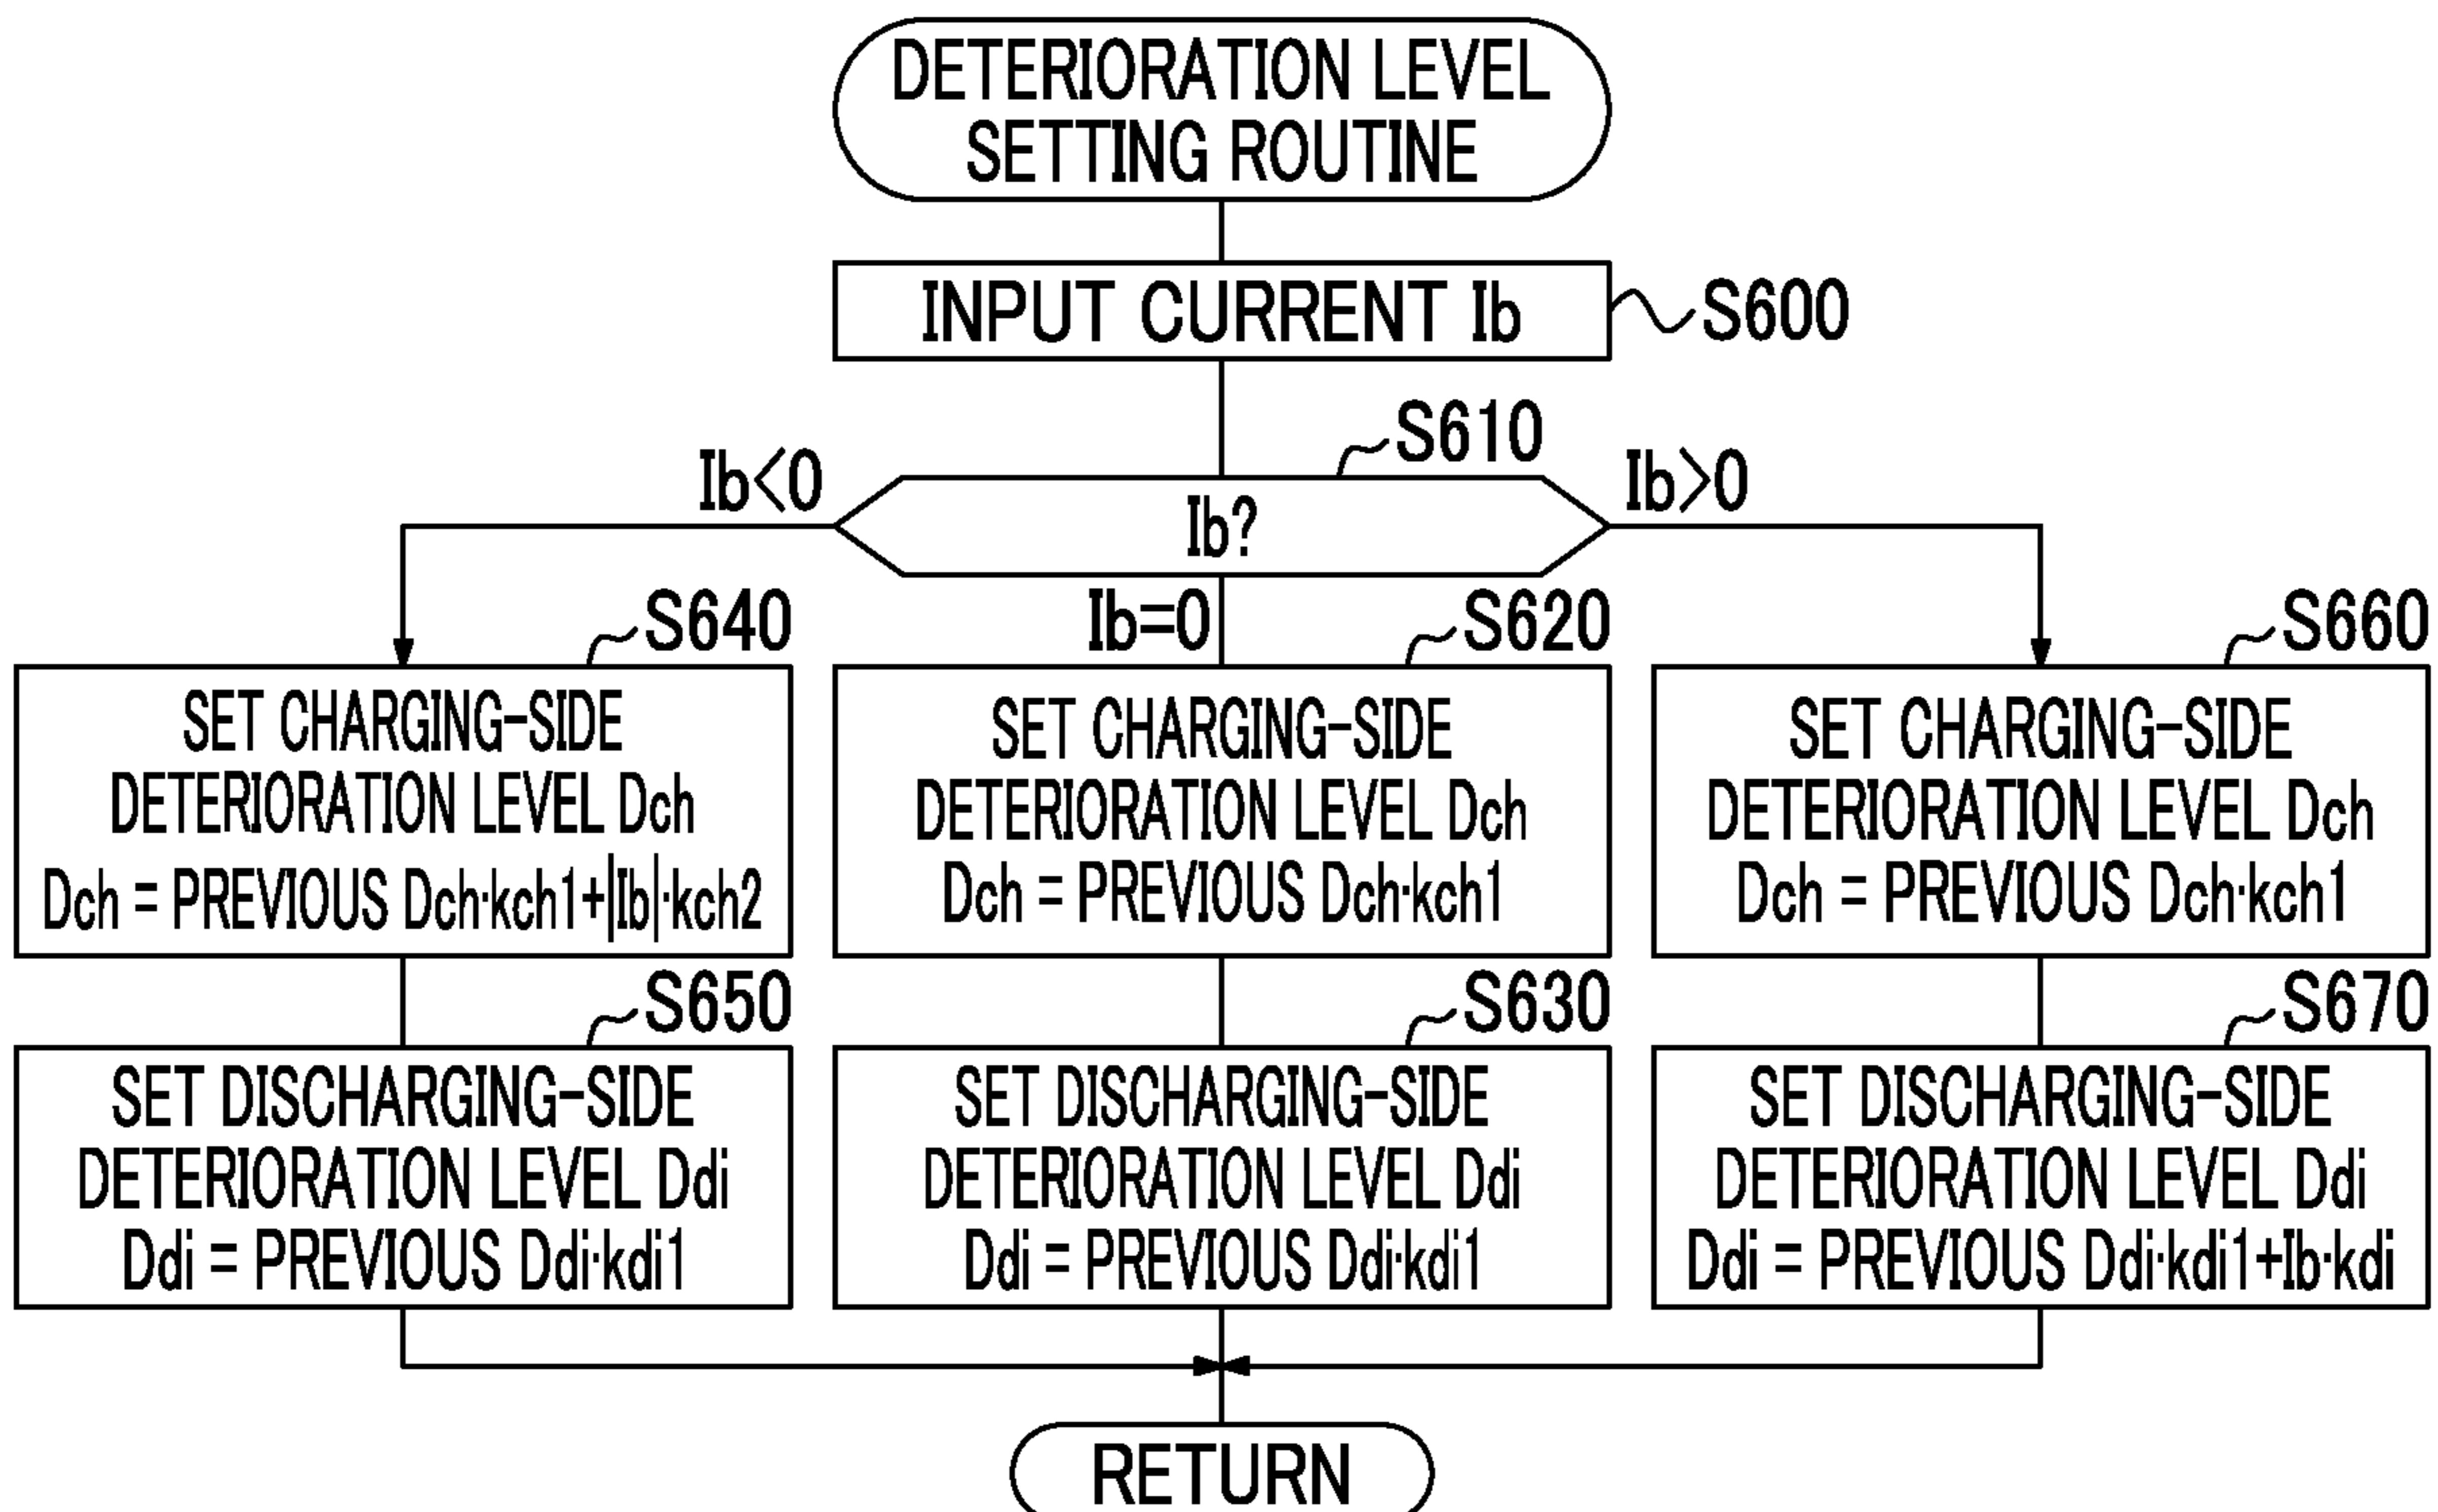 DETERIORATION LEVEL
SETTING ROUTINE
INPUT CURRENT Ib
S600
S610
Ib<0
Ib?
Ib>0
Ib=0
S640
SET CHARGING-SIDE
DETERIORATION LEVEL Dch
Dch = PREVIOUS Dch·kch1+|Ib|·kch2
S620
SET CHARGING-SIDE
DETERIORATION LEVEL Dch
Dch = PREVIOUS Dch·kch1
S660
SET CHARGING-SIDE
DETERIORATION LEVEL Dch
Dch = PREVIOUS Dch·kch1
S650
SET DISCHARGING-SIDE
DETERIORATION LEVEL Ddi
Ddi = PREVIOUS Ddi·kdi1
S630
SET DISCHARGING-SIDE
DETERIORATION LEVEL Ddi
Ddi = PREVIOUS Ddi·kdi1
S670
SET DISCHARGING-SIDE
DETERIORATION LEVEL Ddi
Ddi = PREVIOUS Ddi·kdi1+Ib·kdi
RETURN